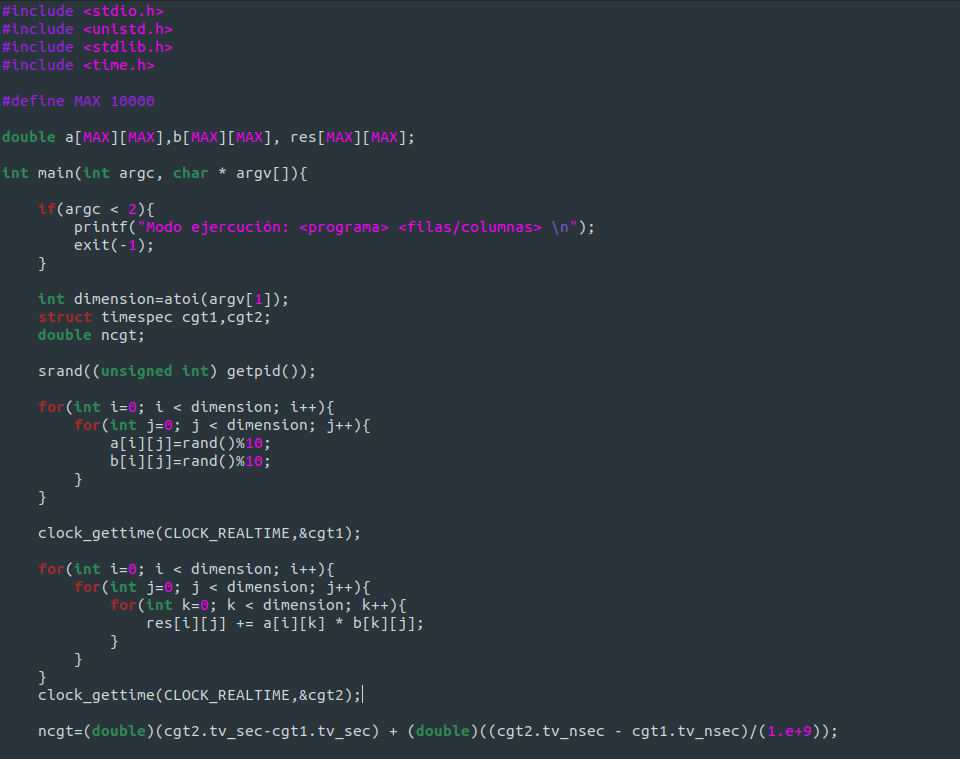 #include <stdio.h>
#include <unistd.h>
#include <stdlib.h>
#include <time.h>

#define MAX 10000

double a[MAX][MAX],b[MAX][MAX], res[MAX][MAX];

int main(int argc, char * argv[]){

    if(argc < 2){
        printf("Modo ejercución: <programa> <filas/columnas> \n");
        exit(-1);
    }

    int dimension=atoi(argv[1]);
    struct timespec cgt1,cgt2;
    double ncgt;

    srand((unsigned int) getpid());

    for(int i=0; i < dimension; i++){
        for(int j=0; j < dimension; j++){
            a[i][j]=rand()%10;
            b[i][j]=rand()%10;
        }
    }

    clock_gettime(CLOCK_REALTIME,&cgt1);

    for(int i=0; i < dimension; i++){
        for(int j=0; j < dimension; j++){
            for(int k=0; k < dimension; k++){
                res[i][j] += a[i][k] * b[k][j];
            }
        }
    }
    clock_gettime(CLOCK_REALTIME,&cgt2);

    ncgt=(double)(cgt2.tv_sec-cgt1.tv_sec) + (double)((cgt2.tv_nsec - cgt1.tv_nsec)/(1.e+9));